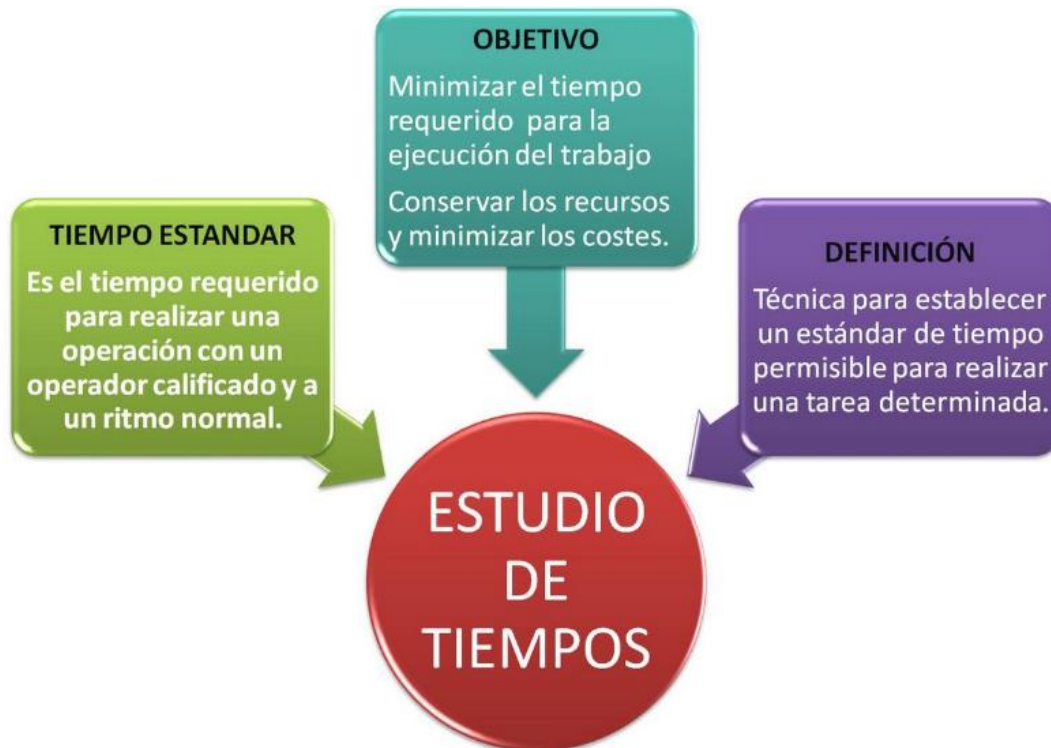 OBJETIVO
Minimizar el tiempo
requerido para la
ejecución del trabajo
Conservar los recursos
y minimizar los costes.
TIEMPO ESTANDAR
Es el tiempo requerido
para realizar una
operación con un
operador calificado y a
un ritmo normal.
DEFINICIÓN
Técnica para establecer
un estándar de tiempo
permisible para realizar
una tarea determinada.
ESTUDIO
DE
TIEMPOS